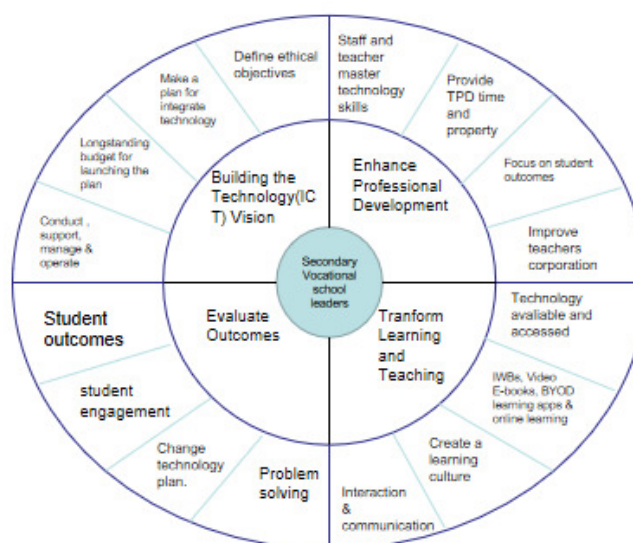 Define ethical
objectives
Make a
plan for
integrate
technology
Longstanding
budget for
launching the
plan
Conduct ,
support,
manage &
operate
Building the
Technology(IC
T) Vision
Staff and
teacher
master
technology
skills
Provide
TPD time
and
property
Focus on student
outcomes
Improve
teachers
corporation
Enhance
Professional
Development
Secondary
Vocational
school
leaders
Evaluate
Outcomes
Student
outcomes
student
engagement
Change
technology
plan.
Problem
solving
Tranform
Learning
and
Teaching
Technology
avaliable and
accessed
IWBs, Video
E-books, BYOD
learning apps &
online learning
Create a
learning
culture
Interaction
&
communication